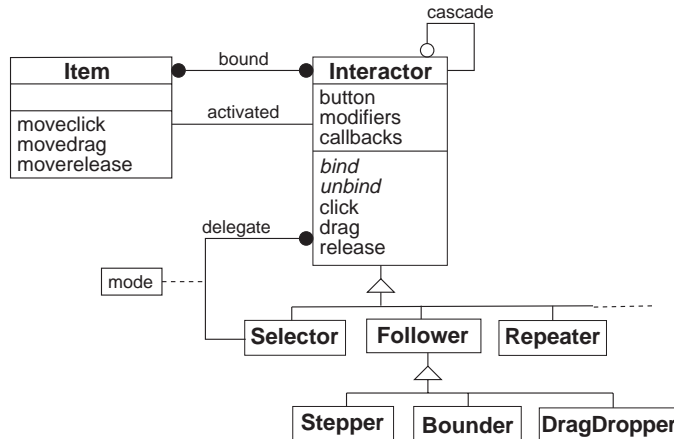 cascade
Item
bound
Interactor
moveclick
movedrag
moverelease
activated
button
modifiers
callbacks
bind
unbind
click
drag
release
delegate
mode
Selector
Follower
Repeater
Stepper
Bounder
DragDropper